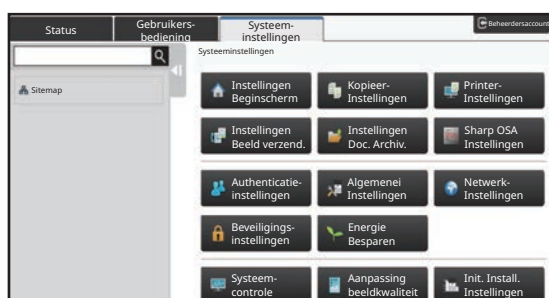 Status
Gebruikers-
bediening
Systeem-
instellingen
Beheerdersaccount
Systeeminstellingen
Sitemap
Instellingen
Beginscherm
Kopieer-
Instellingen
Printer-
Instellingen
Instellingen
Beeld verzend.
Instellingen
Doc. Archiv.
Sharp OSA
Instellingen
Authenticatie-
instellingen
Algemenei
Instellingen
Netwerk-
Instellingen
Beveiligings-
instellingen
Energie
Besparen
Systeem-
controle
Aanpassing
beeldkwaliteit
Init. Install.
Instellingen